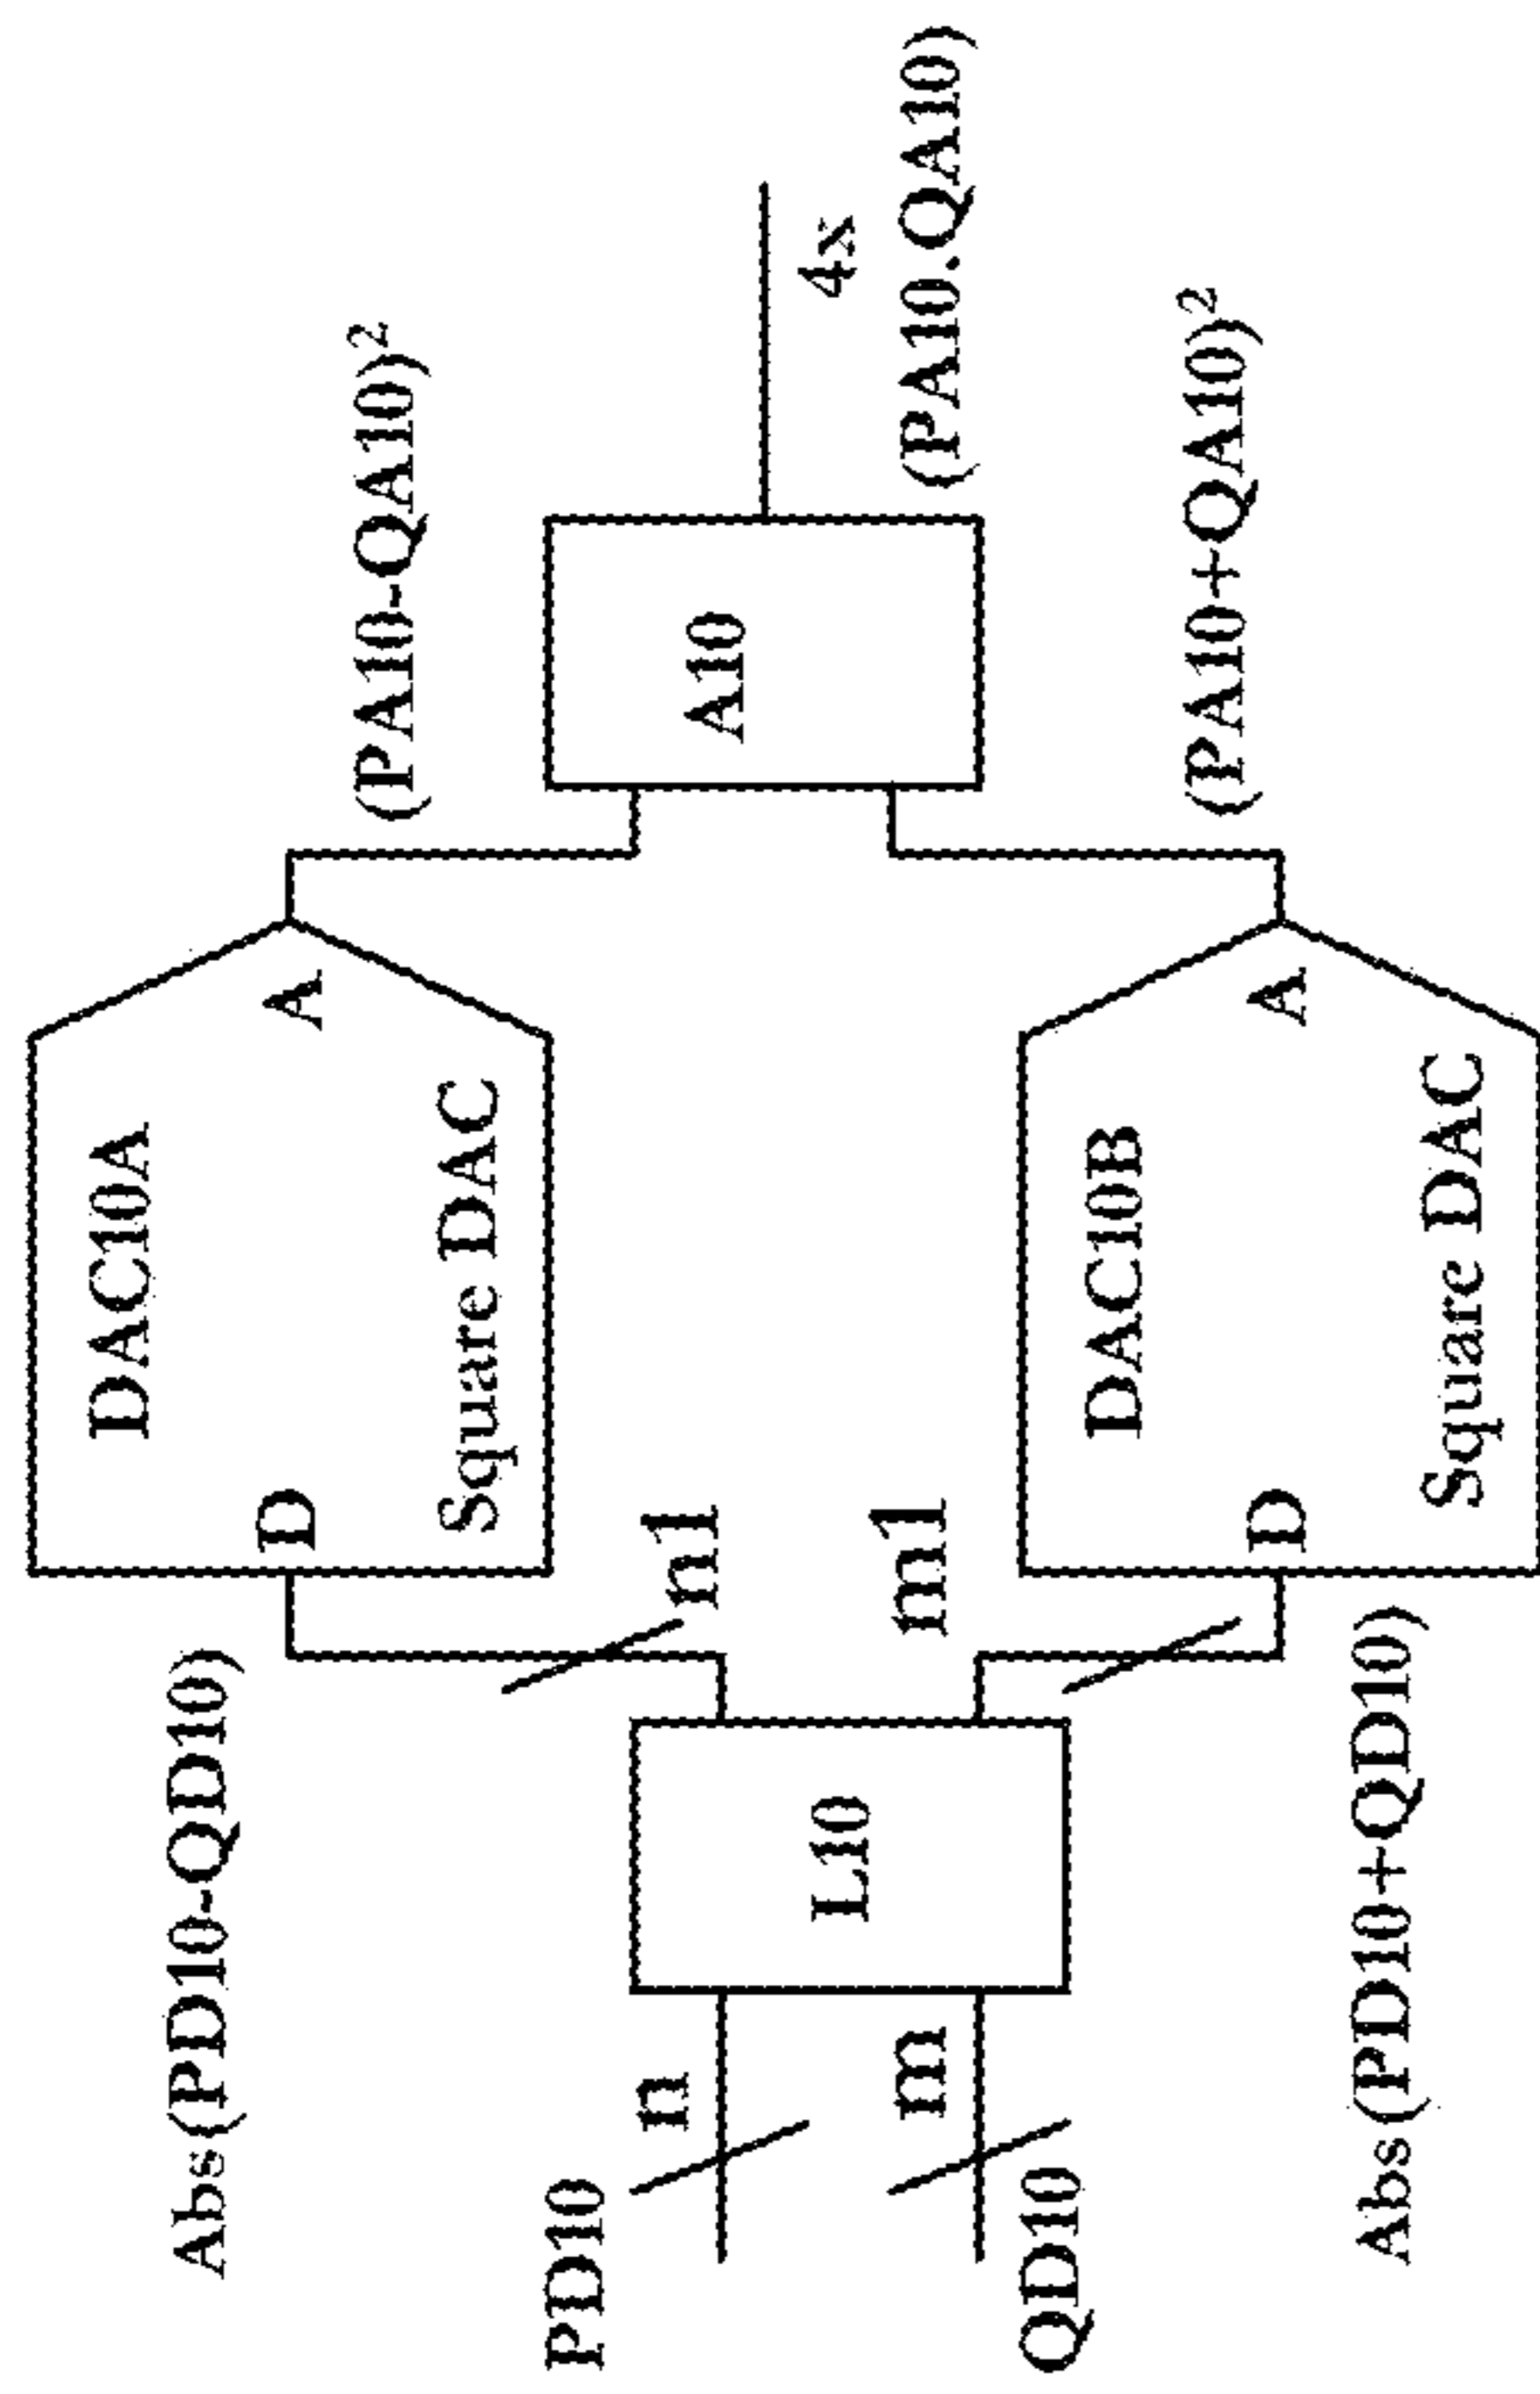 Abs(PD10-QD10)
DAC10A
D
A
Square DAC
(PA10-QA10)²
PD10
n
n1
L10
A10
4x
(PA10.QA10)
m
m1
QD10
DAC10B
D
A
Square DAC
Abs(PD10+QD10)
(PA10+QA10)²